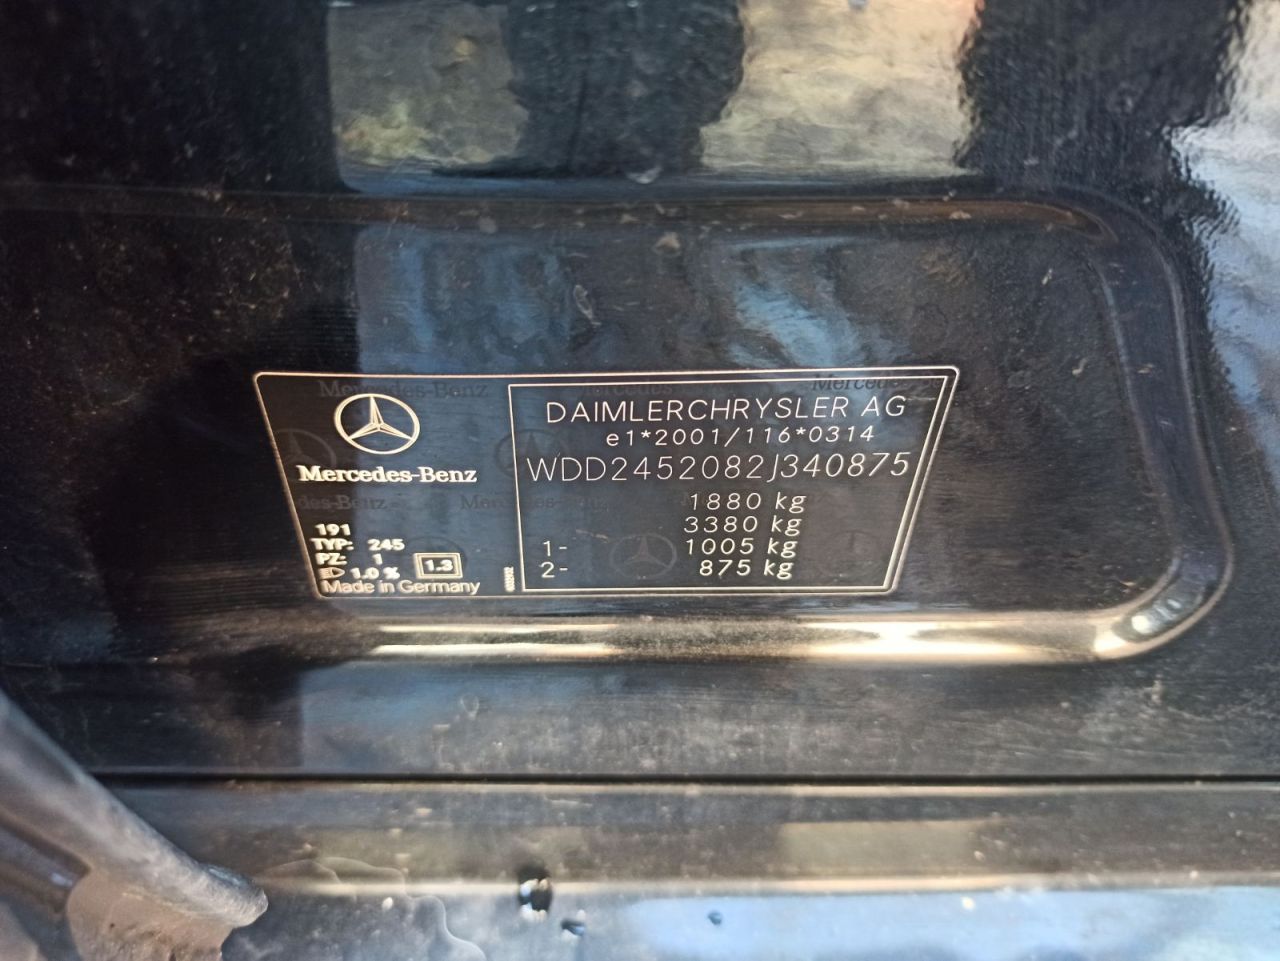 Mercedes-Benz
191
TYP: 245
PZ: 1
1.0 %
1.3
Made in Germany
DAIMLERCHRYSLER AG
e1*2001/116*0314
WDD2452082J340875
1880 kg
3380 kg
1- 1005 kg
2- 875 kg